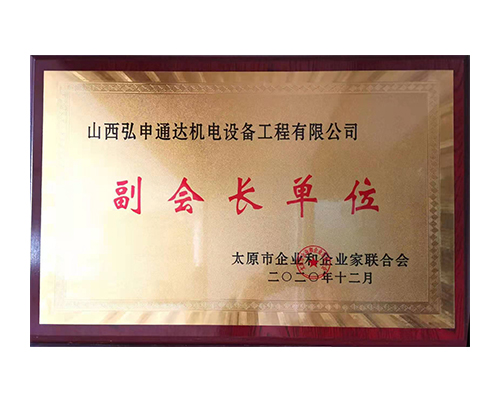 山西弘申通达机电设备工程有限公司
副会长单位
太原市企业和企业家联合会
二〇二〇年十二月